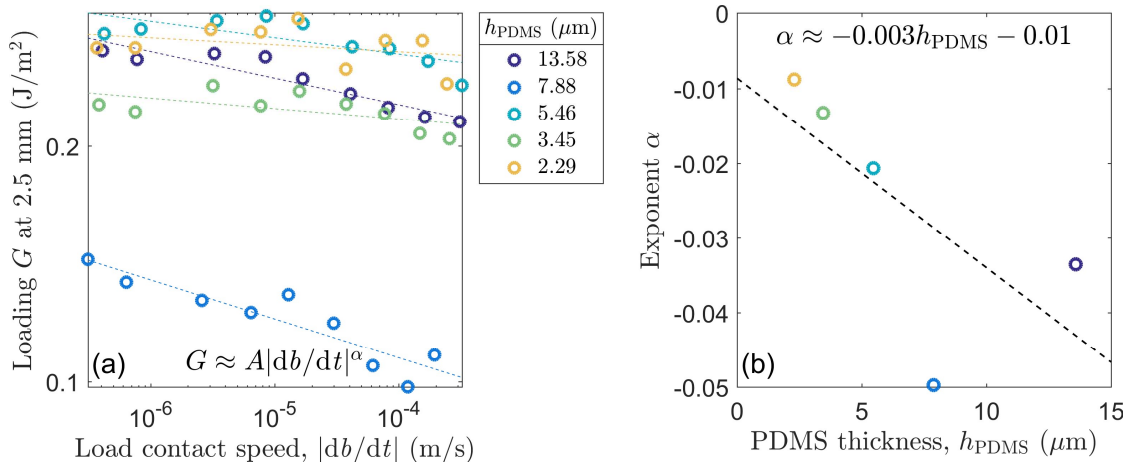 Loading G at 2.5 mm (J/m²)
0.2
0.1
(a)
G ≈ A|db/dt|^α
10⁻⁶
10⁻⁵
10⁻⁴
Load contact speed, |db/dt| (m/s)
h_PDMS (μm)
13.58
7.88
5.46
3.45
2.29
Exponent α
0
-0.01
-0.02
-0.03
-0.04
-0.05
α ≈ −0.003h_PDMS − 0.01
(b)
0
5
10
15
PDMS thickness, h_PDMS (μm)